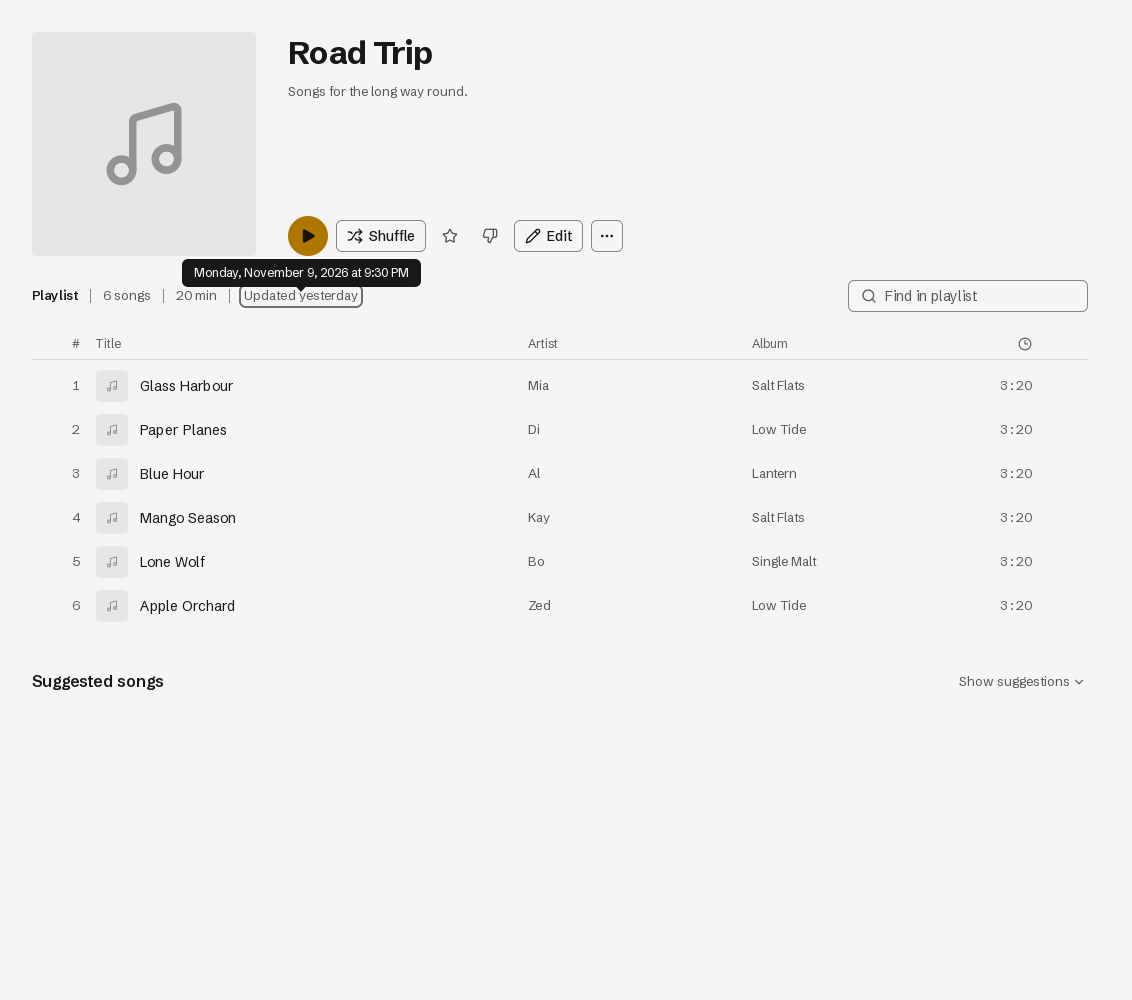 Road Trip
Songs for the long way round.
Shuffle Edit
Monday, November 9, 2026 at 9:30 PM
Playlist 6 songs 20 min Updated yesterday Find in playlist
# Title Artist Album
1 Glass Harbour Mia Salt Flats 3:20
2 Paper Planes Di Low Tide 3:20
3 Blue Hour Al Lantern 3:20
4 Mango Season Kay Salt Flats 3:20
5 Lone Wolf Bo Single Malt 3:20
6 Apple Orchard Zed Low Tide 3:20
Suggested songs Show suggestions